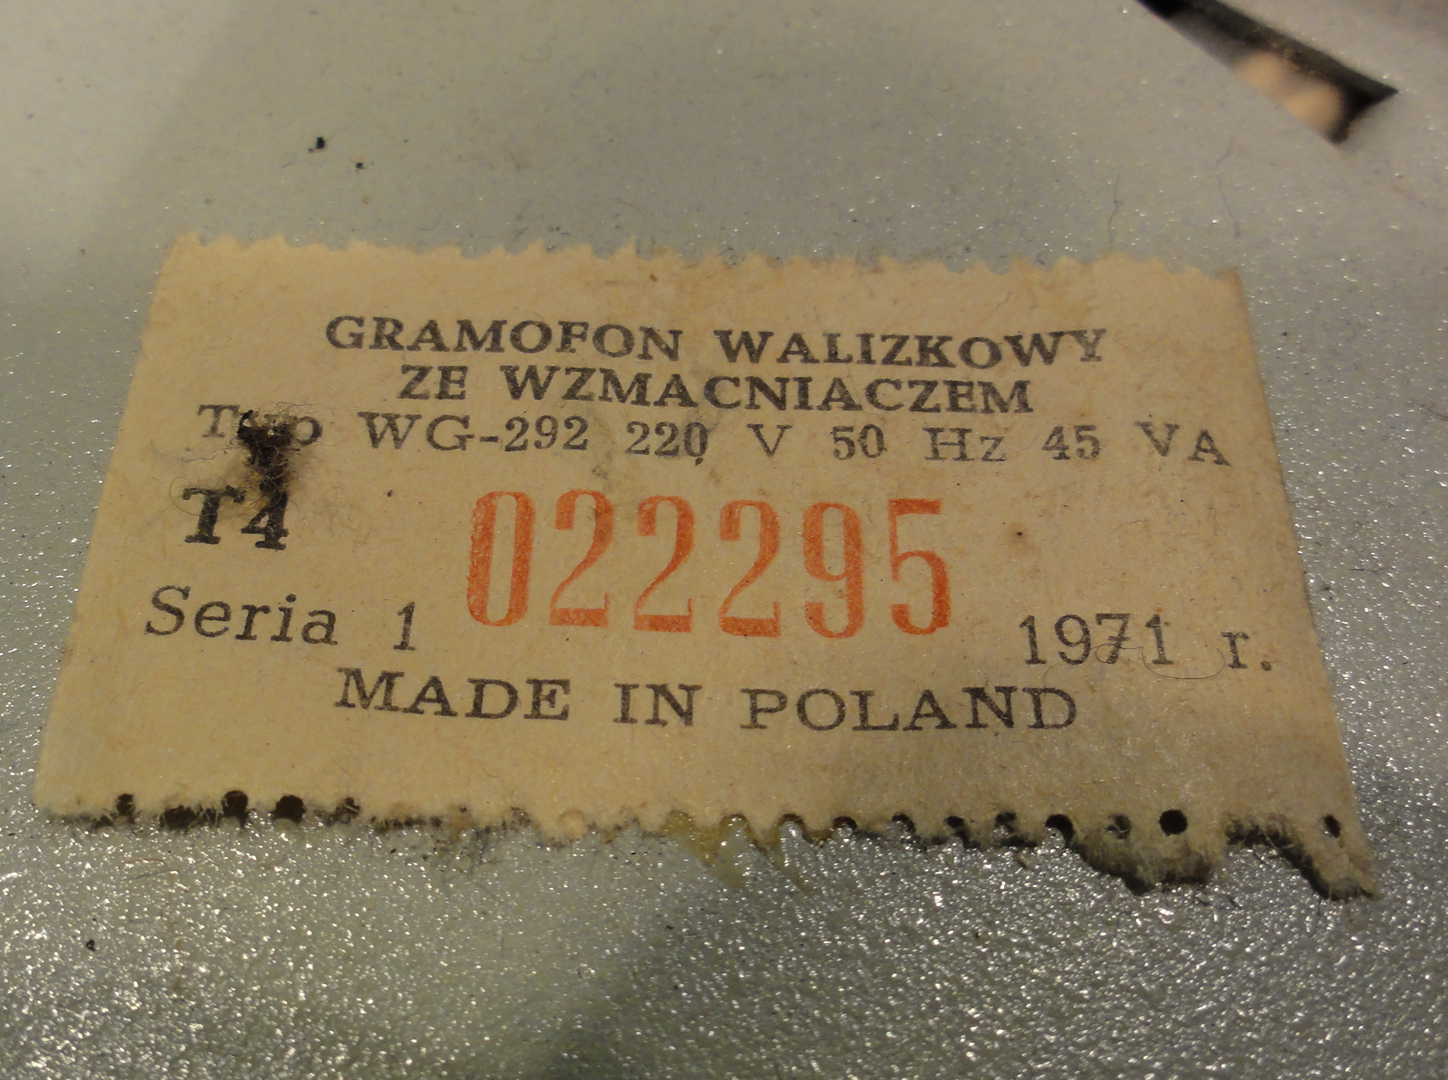 GRAMOFON WALIZKOWY
ZE WZMACNIACZEM
Typ WG-292 220 V 50 Hz 45 VA
T4
022295
Seria 1 1971 r.
MADE IN POLAND